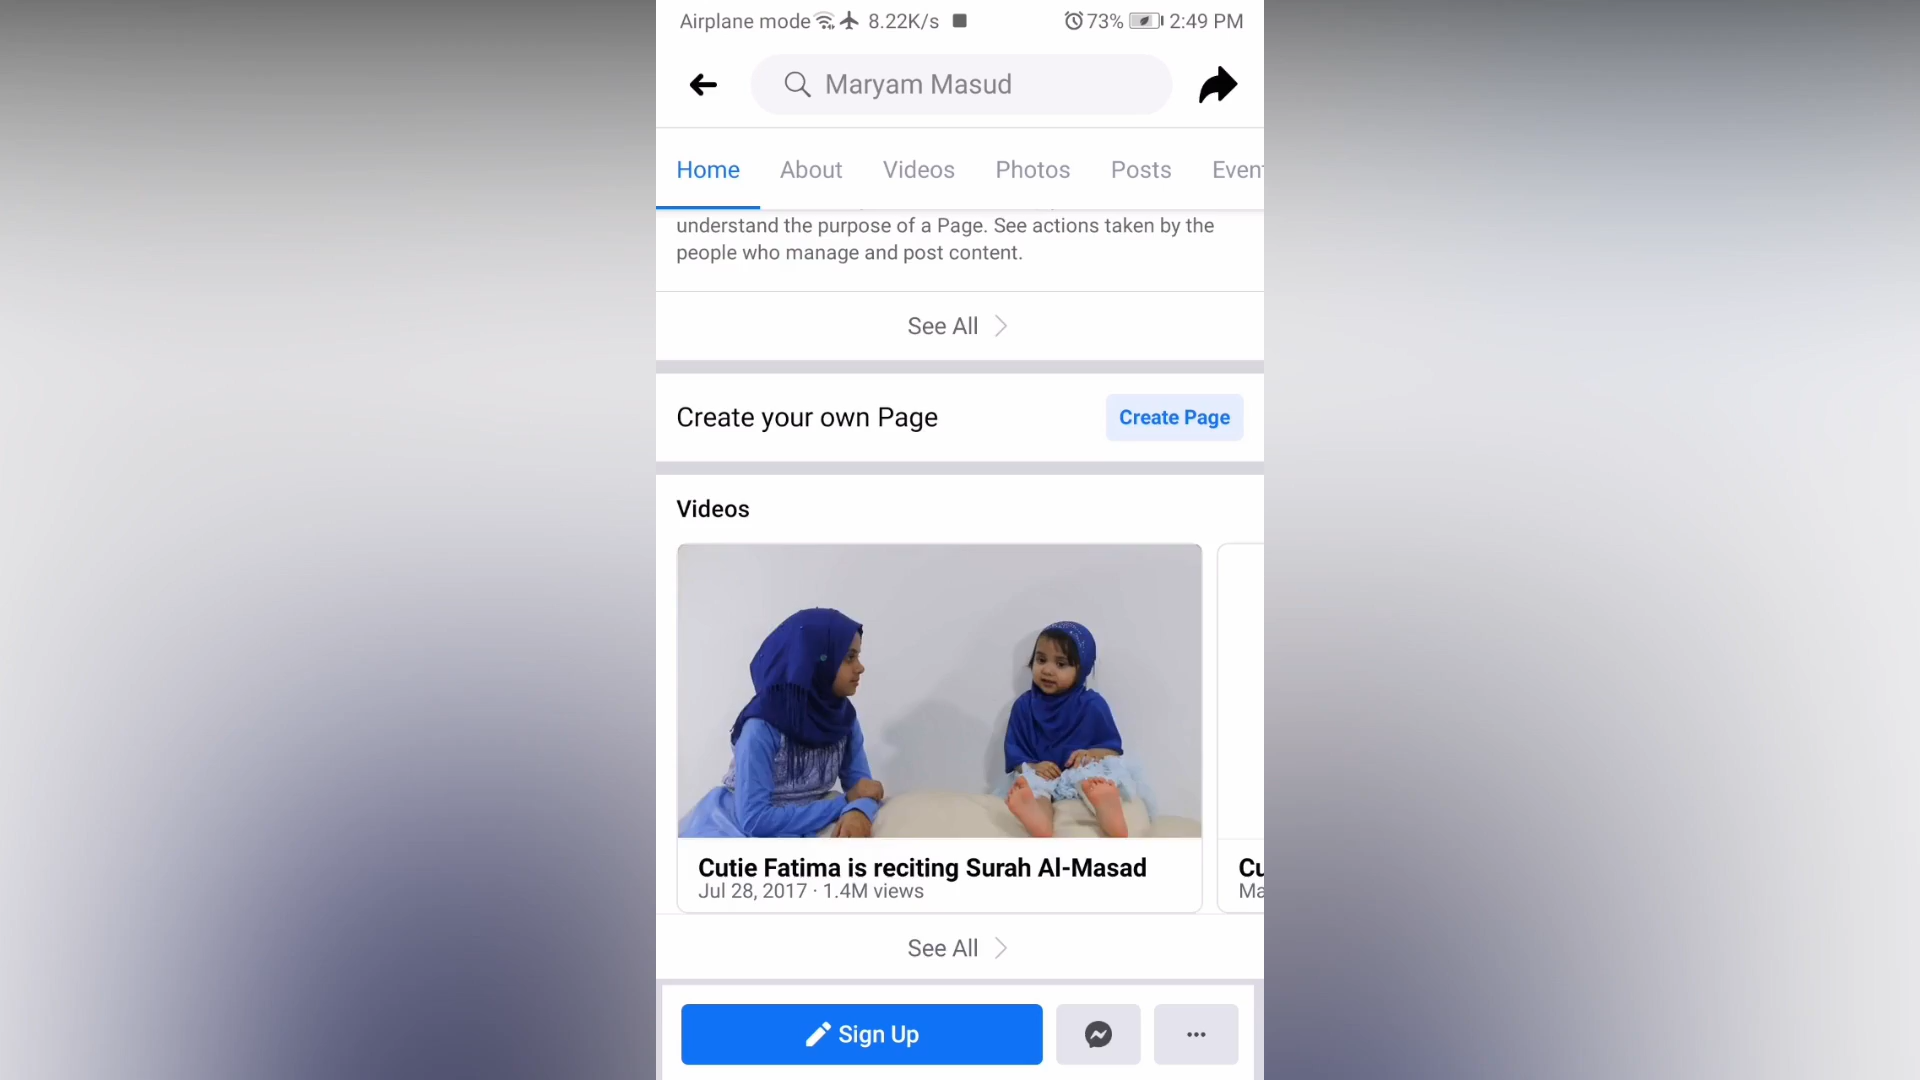 Airplane mode 8.22K/s 73% 2:49 PM
Maryam Masud
Home About Videos Photos Posts Even
understand the purpose of a Page. See actions taken by the
people who manage and post content.
See All
Create your own Page Create Page
Videos
Cutie Fatima is reciting Surah Al-Masad
Jul 28, 2017 · 1.4M views
Cu
Ma
See All
Sign Up